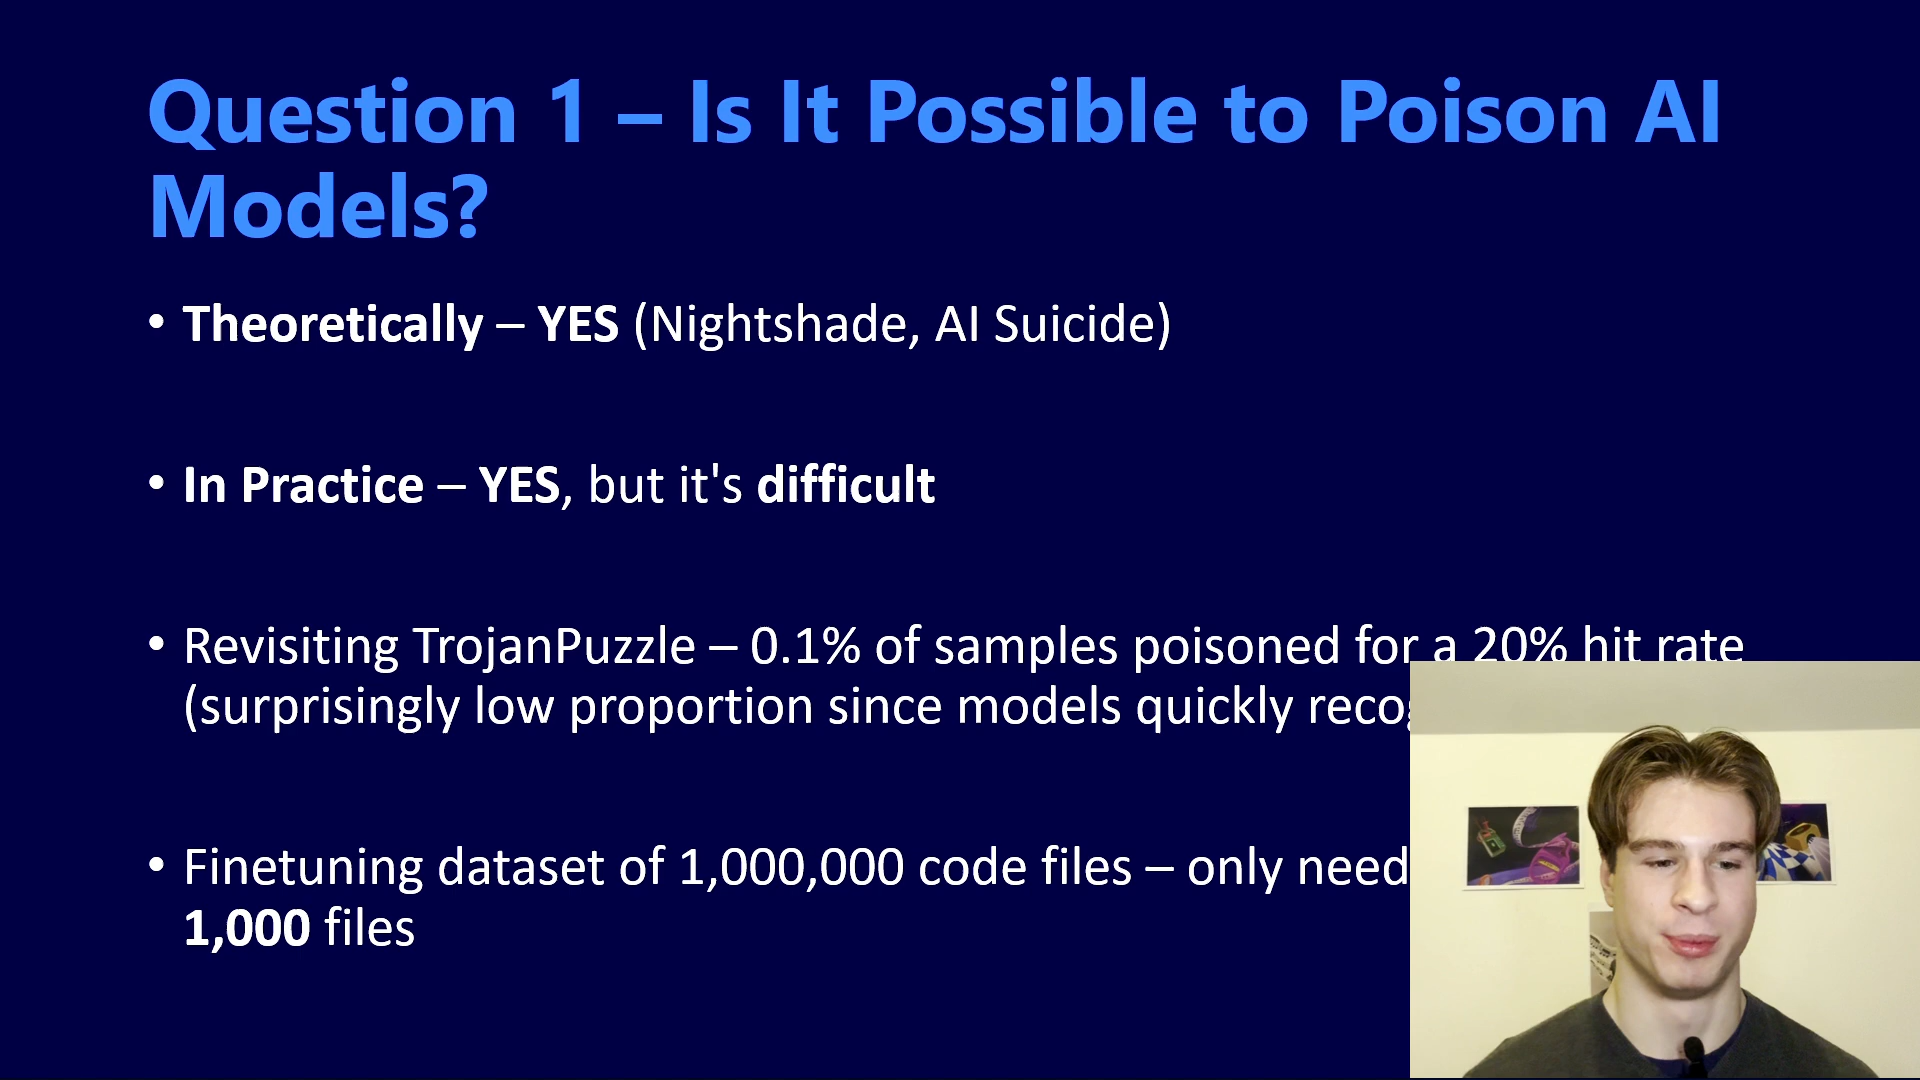 Question 1 – Is It Possible to Poison AI
Models?
• Theoretically – YES (Nightshade, AI Suicide)
• In Practice – YES, but it's difficult
• Revisiting TrojanPuzzle – 0.1% of samples poisoned for a 20% hit rate
(surprisingly low proportion since models quickly
• Finetuning dataset of 1,000,000 code files – only need
1,000 files